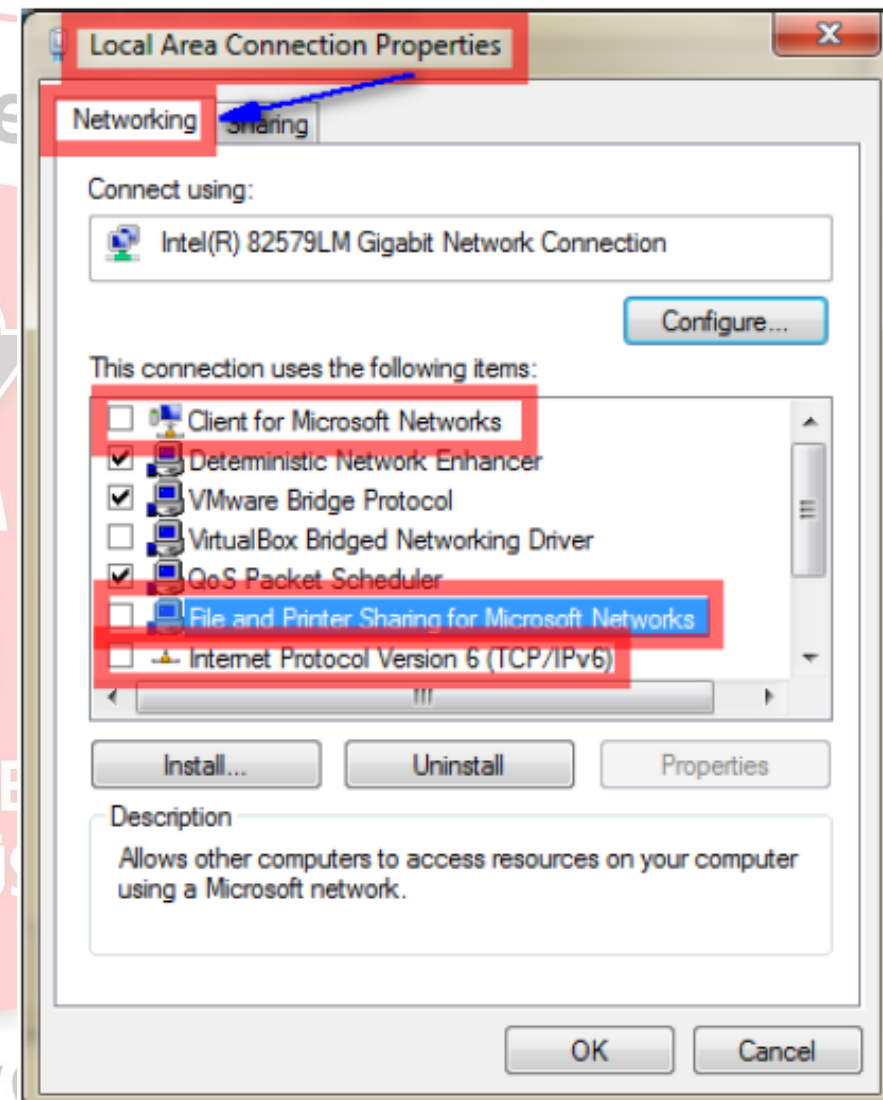 Local Area Connection Properties
Networking
Sharing
Connect using:
Intel(R) 82579LM Gigabit Network Connection
Configure...
This connection uses the following items:
Client for Microsoft Networks
Deterministic Network Enhancer
VMware Bridge Protocol
VirtualBox Bridged Networking Driver
QoS Packet Scheduler
File and Printer Sharing for Microsoft Networks
Internet Protocol Version 6 (TCP/IPv6)
Install...
Uninstall
Properties
Description
Allows other computers to access resources on your computer
using a Microsoft network.
OK
Cancel